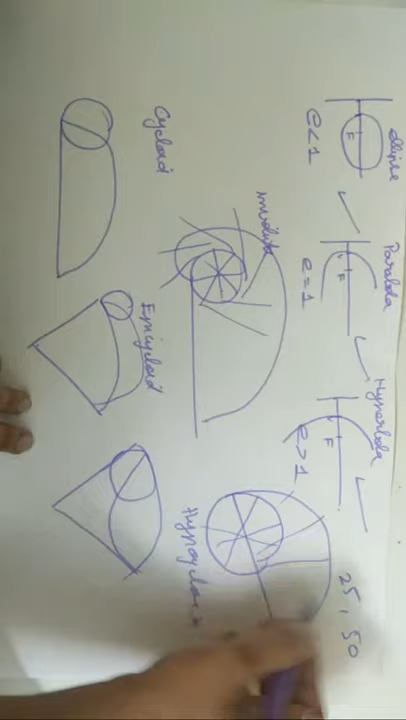 ellipse
F
e<1
Parabola
F
e=1
Hyperbola
F
e>1
25, 50
involute
Cycloid
Epicycloid
Hypocycloid